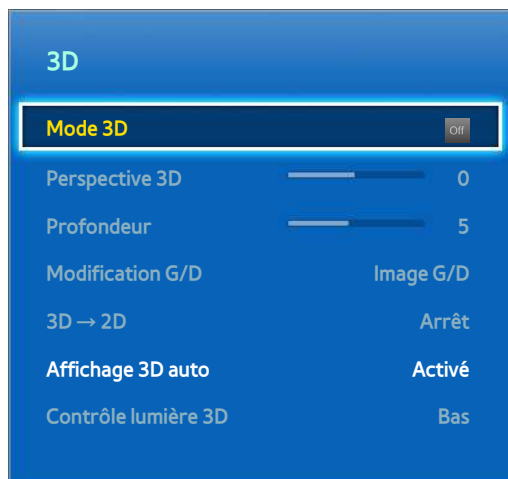 3D
Mode 3D Off
Perspective 3D 0
Profondeur 5
Modification G/D Image G/D
3D → 2D Arrêt
Affichage 3D auto Activé
Contrôle lumière 3D Bas